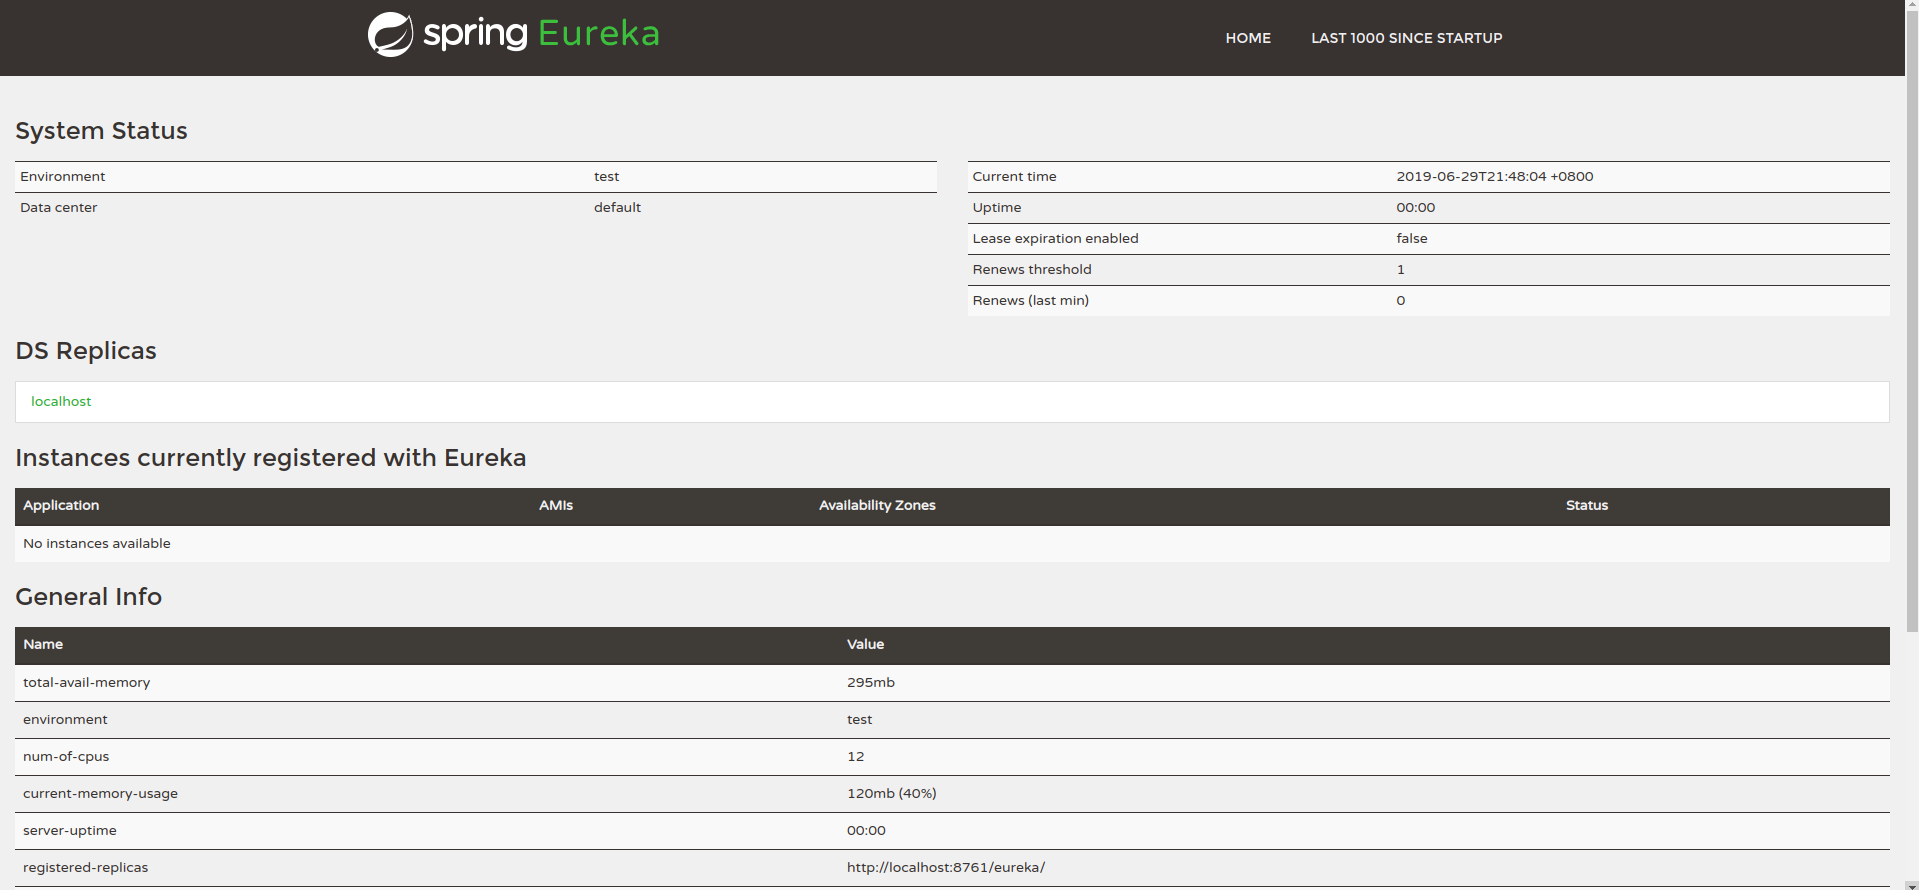 spring Eureka
HOME LAST 1000 SINCE STARTUP
System Status
Environment test
Data center default
Current time 2019-06-29T21:48:04 +0800
Uptime 00:00
Lease expiration enabled false
Renews threshold 1
Renews (last min) 0
DS Replicas
localhost
Instances currently registered with Eureka
Application AMIs Availability Zones Status
No instances available
General Info
Name Value
total-avail-memory 295mb
environment test
num-of-cpus 12
current-memory-usage 120mb (40%)
server-uptime 00:00
registered-replicas http://localhost:8761/eureka/